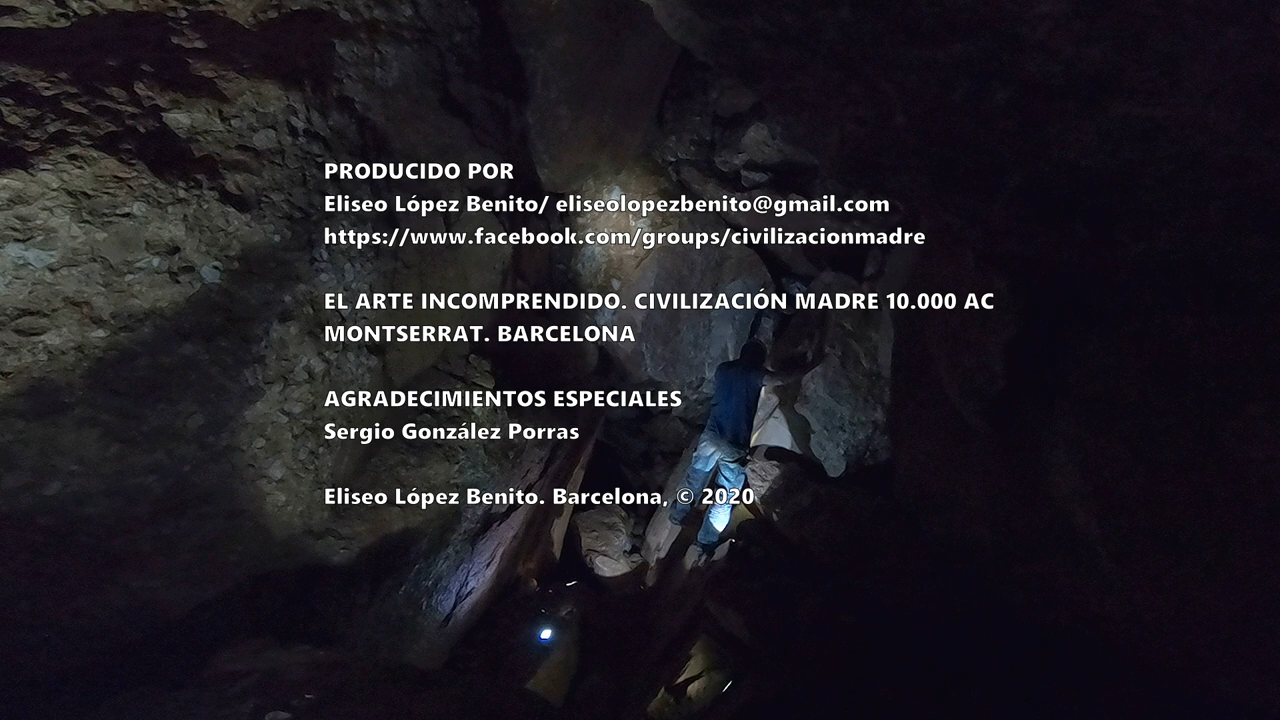 PRODUCIDO POR
Eliseo López Benito/ eliseolopezbenito@gmail.com
https://www.facebook.com/groups/civilizacionmadre
EL ARTE INCOMPRENDIDO. CIVILIZACIÓN MADRE 10.000 AC
MONTSERRAT. BARCELONA
AGRADECIMIENTOS ESPECIALES
Sergio González Porras
Eliseo López Benito. Barcelona, © 2020